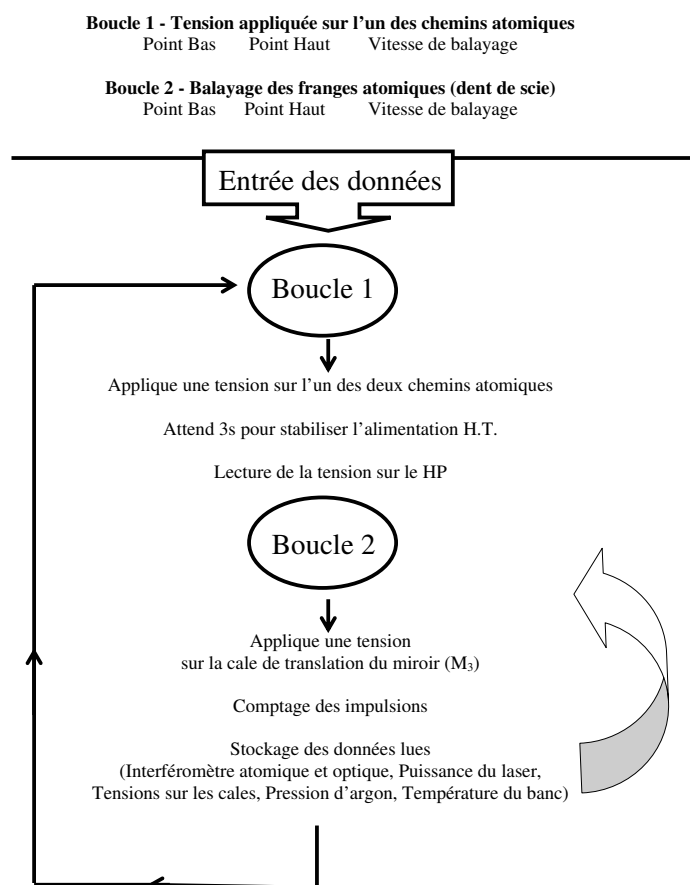 Boucle 1 - Tension appliquée sur l’un des chemins atomiques
Point Bas Point Haut Vitesse de balayage
Boucle 2 - Balayage des franges atomiques (dent de scie)
Point Bas Point Haut Vitesse de balayage
Entrée des données
Boucle 1
Applique une tension sur l’un des deux chemins atomiques
Attend 3s pour stabiliser l’alimentation H.T.
Lecture de la tension sur le HP
Boucle 2
Applique une tension
sur la cale de translation du miroir (M₃)
Comptage des impulsions
Stockage des données lues
(Interféromètre atomique et optique, Puissance du laser,
Tensions sur les cales, Pression d’argon, Température du banc)